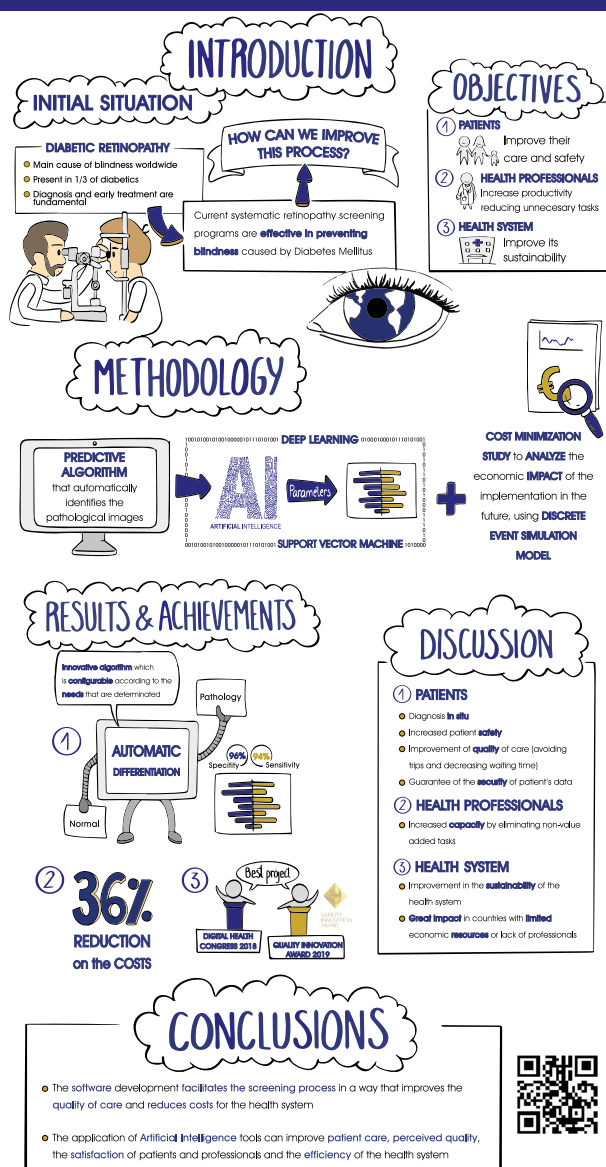 INTRODUCTION
INITIAL SITUATION
DIABETIC RETINOPATHY
Main cause of blindness worldwide
Present in 1/3 of diabetics
Diagnosis and early treatment are
fundamental
HOW CAN WE IMPROVE
THIS PROCESS?
Current systematic retinopathy screening
programs are effective in preventing
blindness caused by Diabetes Mellitus
OBJECTIVES
1 PATIENTS
Improve their
care and safety
2 HEALTH PROFESSIONALS
Increase productivity
reducing unnecesary tasks
3 HEALTH SYSTEM
Improve its
sustainability
METHODOLOGY
PREDICTIVE
ALGORITHM
that automatically
identifies the
pathological images
DEEP LEARNING
AI
ARTIFICIAL INTELLIGENCE
Parameters
SUPPORT VECTOR MACHINE
€
COST MINIMIZATION
STUDY to ANALYZE the
economic IMPACT of the
implementation in the
future, using DISCRETE
EVENT SIMULATION
MODEL
RESULTS & ACHIEVEMENTS
Innovative algorithm which
is configurable according to the
needs that are determinated
1
Pathology
AUTOMATIC
DIFFERENTIATION
Normal
96% 94%
Specifity Sensitivity
2 36%
REDUCTION
on the COSTS
3
Best project
DIGITAL HEALTH
CONGRESS 2018
QUALITY INNOVATION
AWARD 2019
QUALITY
INNOVATION
AWARD
DISCUSSION
1 PATIENTS
Diagnosis in situ
Increased patient safety
Improvement of quality of care (avoiding
trips and decreasing waiting time)
Guarantee of the security of patient's data
2 HEALTH PROFESSIONALS
Increased capacity by eliminating non-value
added tasks
3 HEALTH SYSTEM
Improvement in the sustainability of the
health system
Great impact in countries with limited
economic resources or lack of professionals
CONCLUSIONS
The software development facilitates the screening process in a way that improves the
quality of care and reduces costs for the health system
The application of Artificial Intelligence tools can improve patient care, perceived quality,
the satisfaction of patients and professionals and the efficiency of the health system